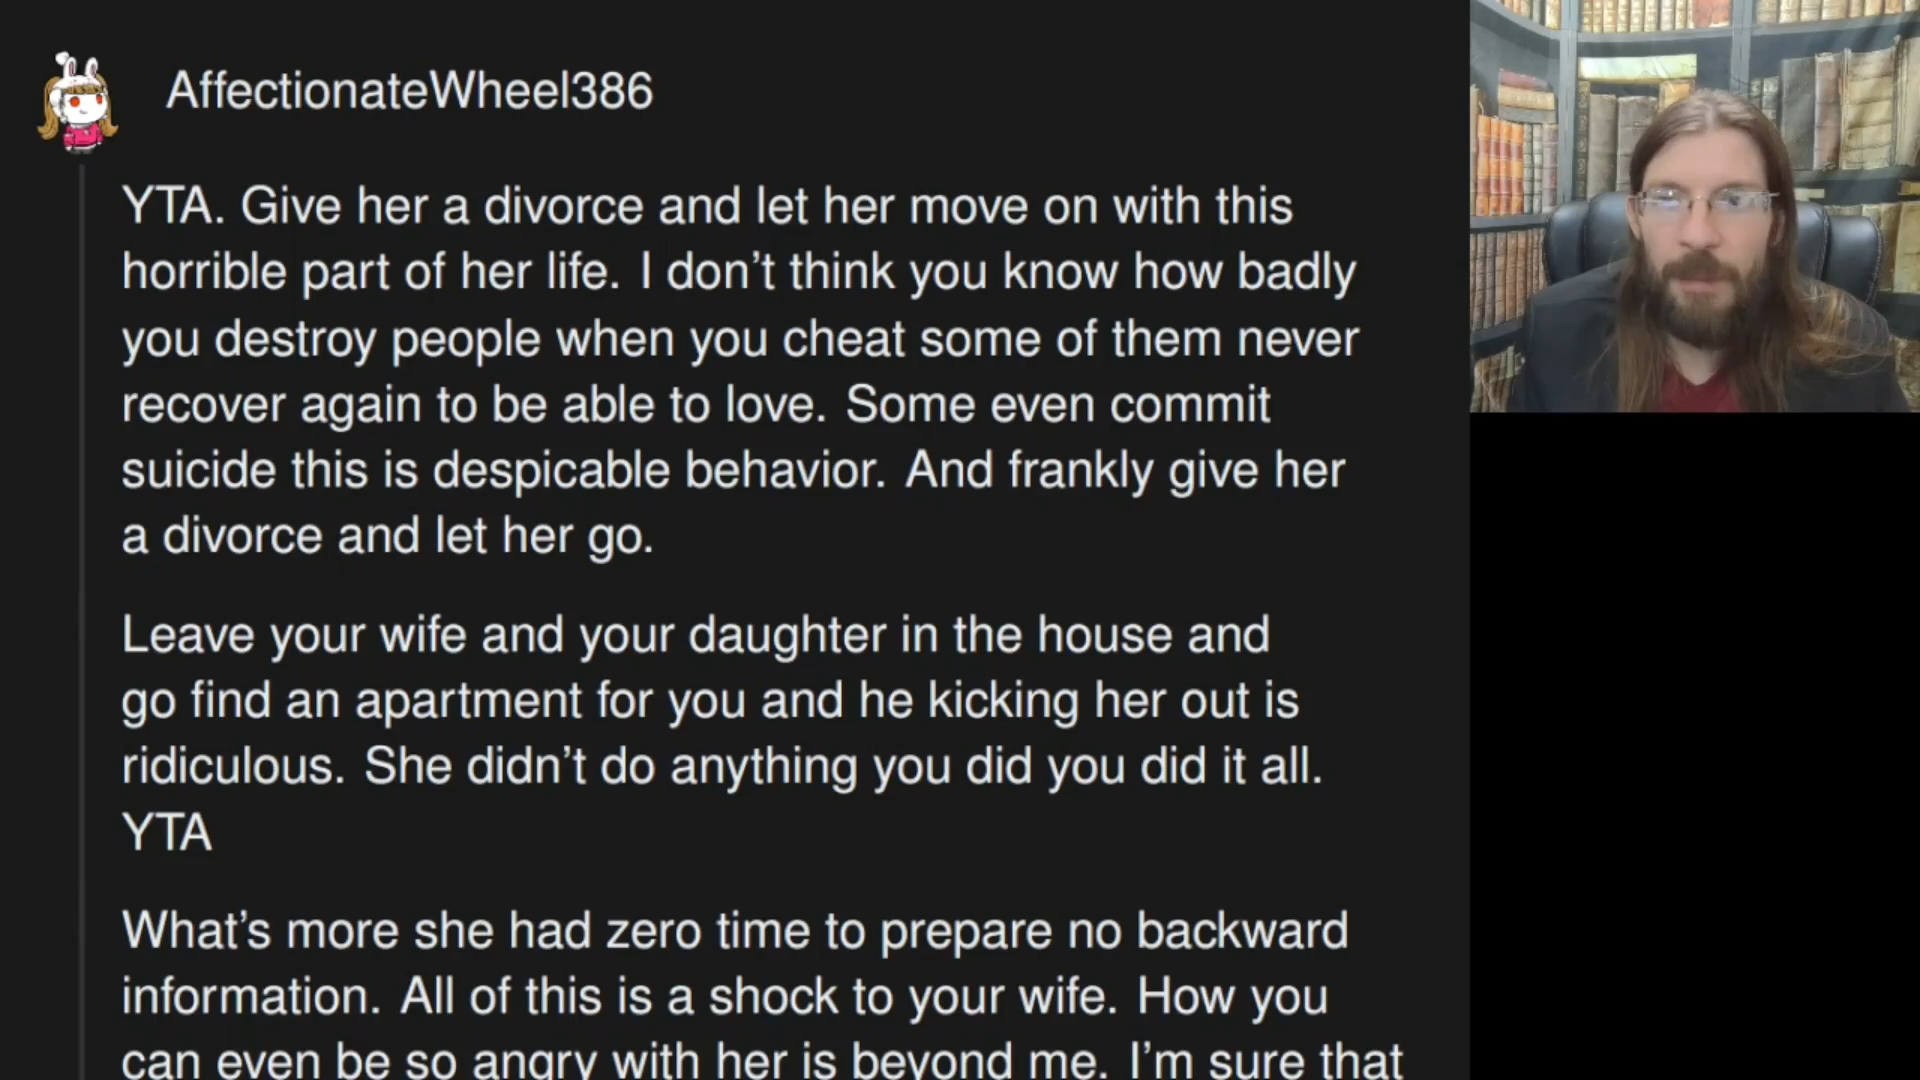 AffectionateWheel386
YTA. Give her a divorce and let her move on with this
horrible part of her life. I don’t think you know how badly
you destroy people when you cheat some of them never
recover again to be able to love. Some even commit
suicide this is despicable behavior. And frankly give her
a divorce and let her go.
Leave your wife and your daughter in the house and
go find an apartment for you and he kicking her out is
ridiculous. She didn’t do anything you did you did it all.
YTA
What’s more she had zero time to prepare no backward
information. All of this is a shock to your wife. How you
can even be so angry with her is beyond me. I’m sure that